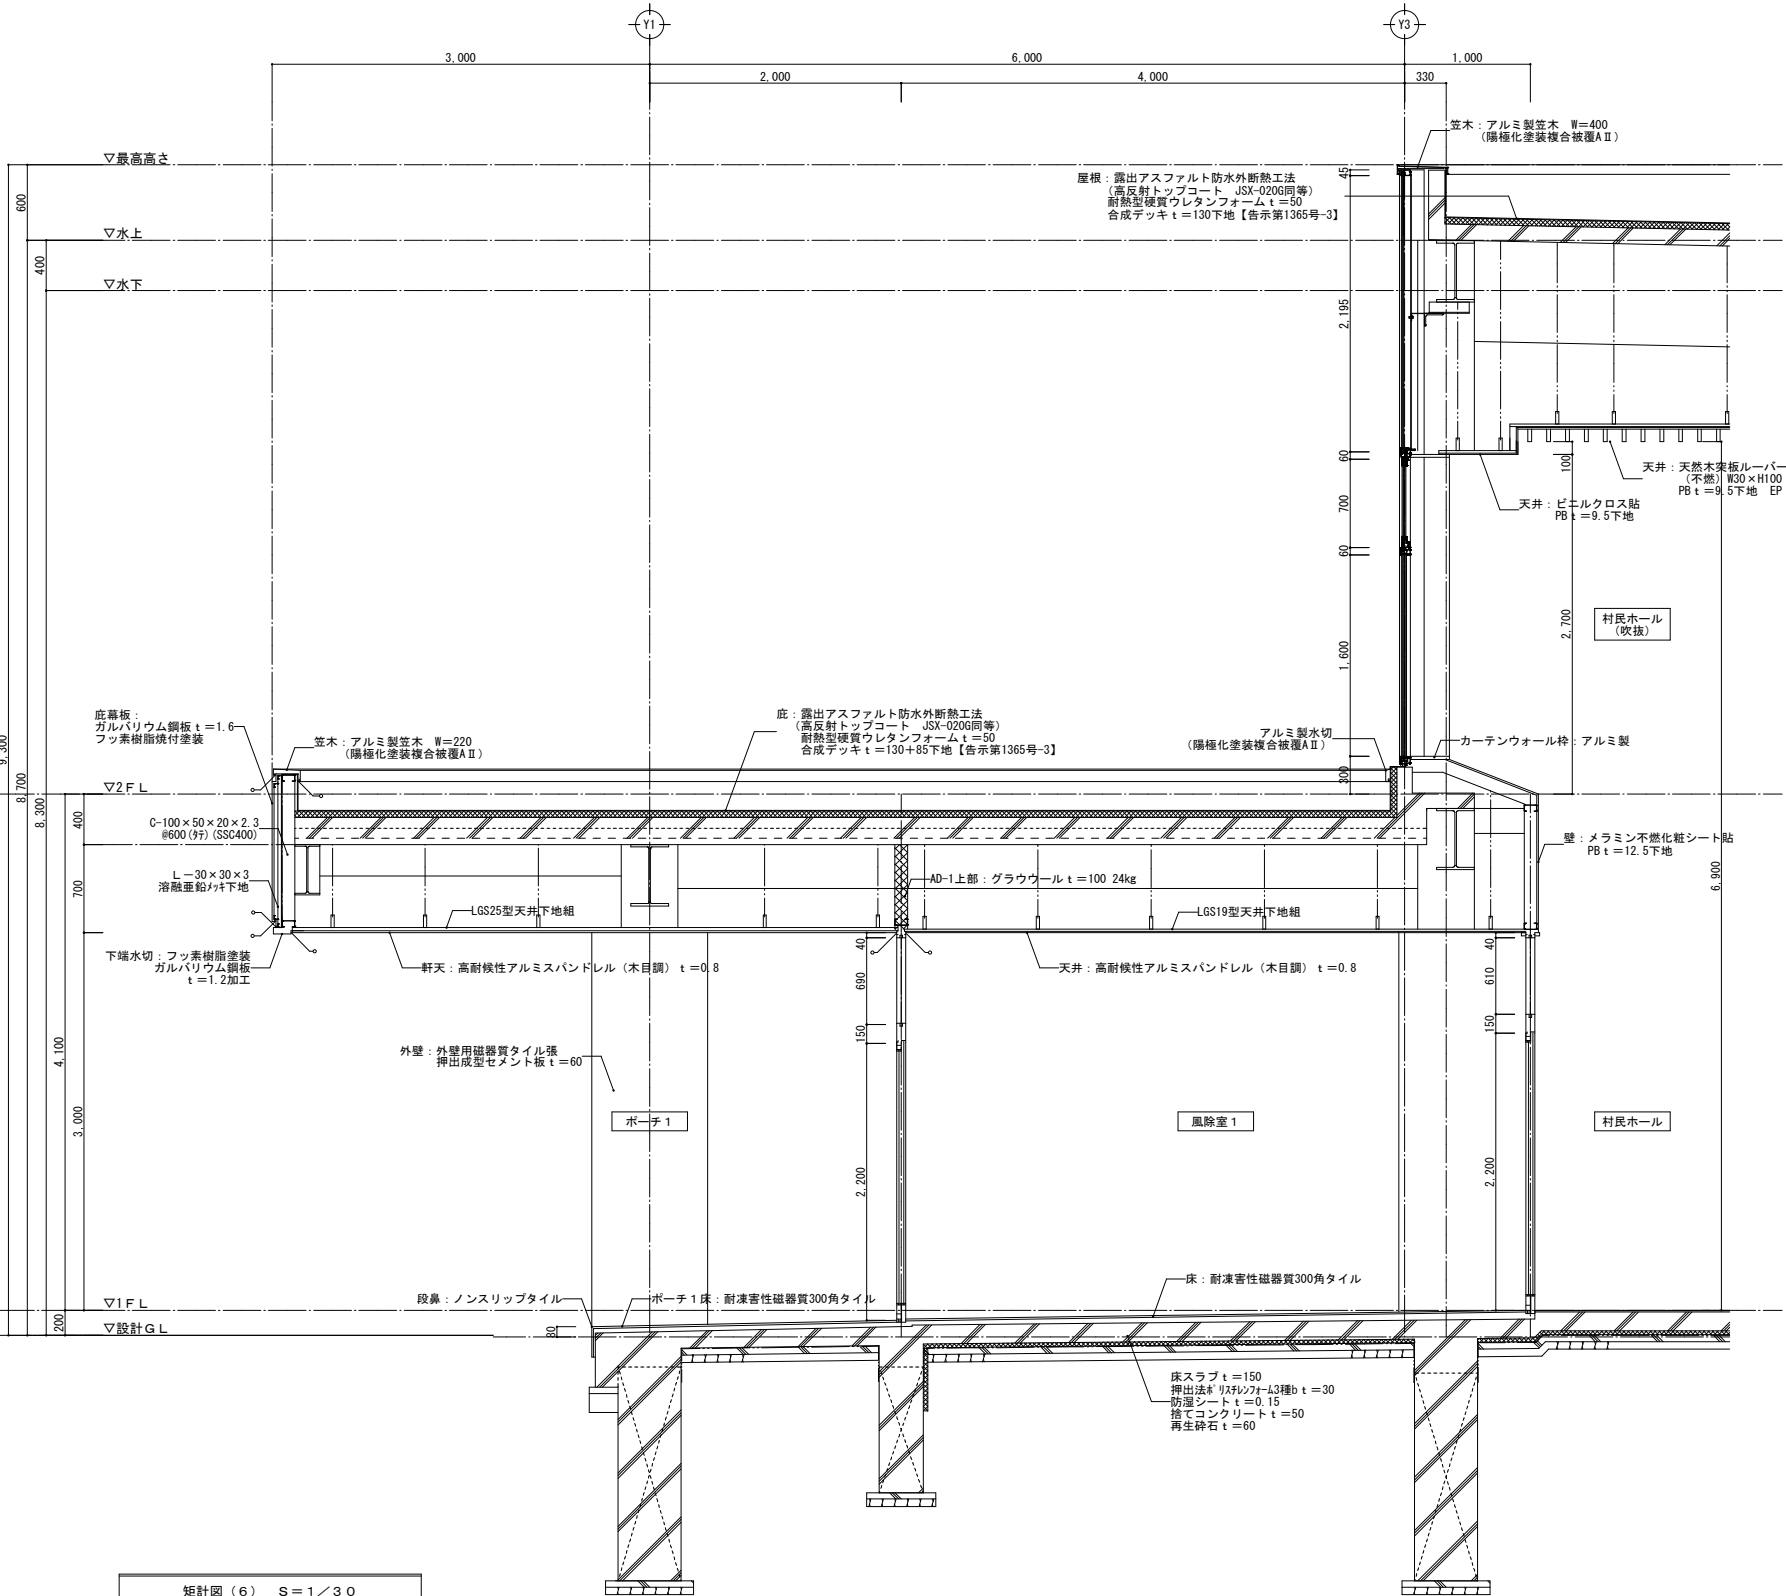 Y1
Y3
3,000
6,000
1,000
2,000
4,000
330
笠木：アルミ製笠木　W＝400
（陽極化塗装複合被覆AⅡ）
▽最高高さ
屋根：露出アスファルト防水外断熱工法
（高反射トップコート　JSX-020G同等）
耐熱型硬質ウレタンフォームｔ＝50
合成デッキｔ＝130下地【告示第1365号-3】
45
600
▽水上
400
▽水下
2,195
60
100
天井：天然木突板ルーバー
（不燃）W30×H100
PBｔ＝9.5下地　EP
天井：ビニルクロス貼
PBｔ＝9.5下地
700
60
村民ホール
（吹抜）
2,700
1,600
庇幕板：
ガルバリウム鋼板ｔ＝1.6
フッ素樹脂焼付塗装
笠木：アルミ製笠木　W＝220
（陽極化塗装複合被覆AⅡ）
庇：露出アスファルト防水外断熱工法
（高反射トップコート　JSX-020G同等）
耐熱型硬質ウレタンフォームｔ＝50
合成デッキｔ＝130+85下地【告示第1365号-3】
アルミ製水切
（陽極化塗装複合被覆AⅡ）
カーテンウォール枠：アルミ製
300
9,300
8,700
8,300
▽2ＦＬ
400
C-100×50×20×2.3
@600(ﾀﾃ)(SSC400)
壁：メラミン不燃化粧シート貼
PBｔ＝12.5下地
Ｌ－30×30×3
溶融亜鉛ﾒｯｷ下地
700
AD-1上部：グラウウールｔ＝100 24kg
6,900
LGS25型天井下地組
LGS19型天井下地組
下端水切：フッ素樹脂塗装
ガルバリウム鋼板
ｔ＝1.2加工
軒天：高耐候性アルミスパンドレル（木目調）ｔ＝0.8
天井：高耐候性アルミスパンドレル（木目調）ｔ＝0.8
40
690
150
40
610
150
4,100
3,000
外壁：外壁用磁器質タイル張
押出成型セメント板ｔ＝60
ポーチ１
風除室１
村民ホール
2,200
2,200
床：耐凍害性磁器質300角タイル
段鼻：ノンスリップタイル
ポーチ１床：耐凍害性磁器質300角タイル
▽1ＦＬ
200
▽設計ＧＬ
80
床スラブｔ＝150
押出法ﾎﾟﾘｽﾁﾚﾝﾌｫｰﾑ3種bｔ＝30
防湿シートｔ＝0.15
捨てコンクリートｔ＝50
再生砕石ｔ＝60
矩計図（６）　Ｓ＝１／３０